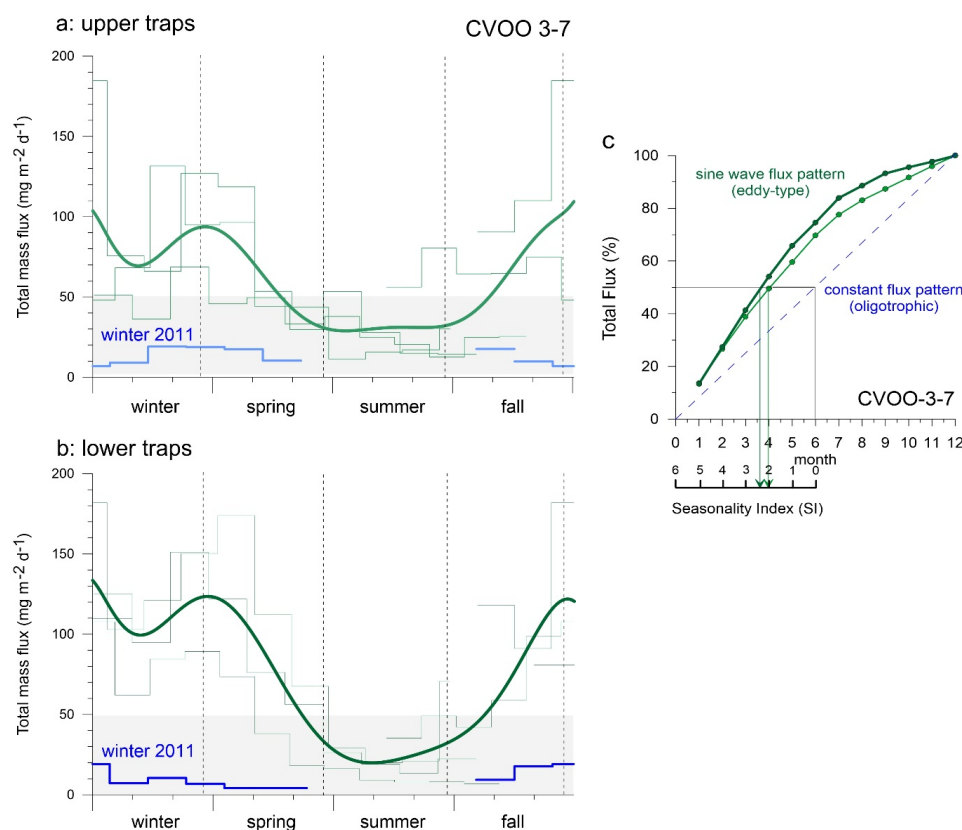 a: upper traps
CVOO 3-7
200
150
100
50
0
Total mass flux (mg m⁻² d⁻¹)
winter 2011
winter spring summer fall
b: lower traps
200
150
100
50
0
Total mass flux (mg m⁻² d⁻¹)
winter 2011
winter spring summer fall
c
100
80
60
40
20
0
Total Flux (%)
sine wave flux pattern
(eddy-type)
constant flux pattern
(oligotrophic)
CVOO-3-7
0 1 2 3 4 5 6 7 8 9 10 11 12
month
6 5 4 3 2 1 0
Seasonality Index (SI)